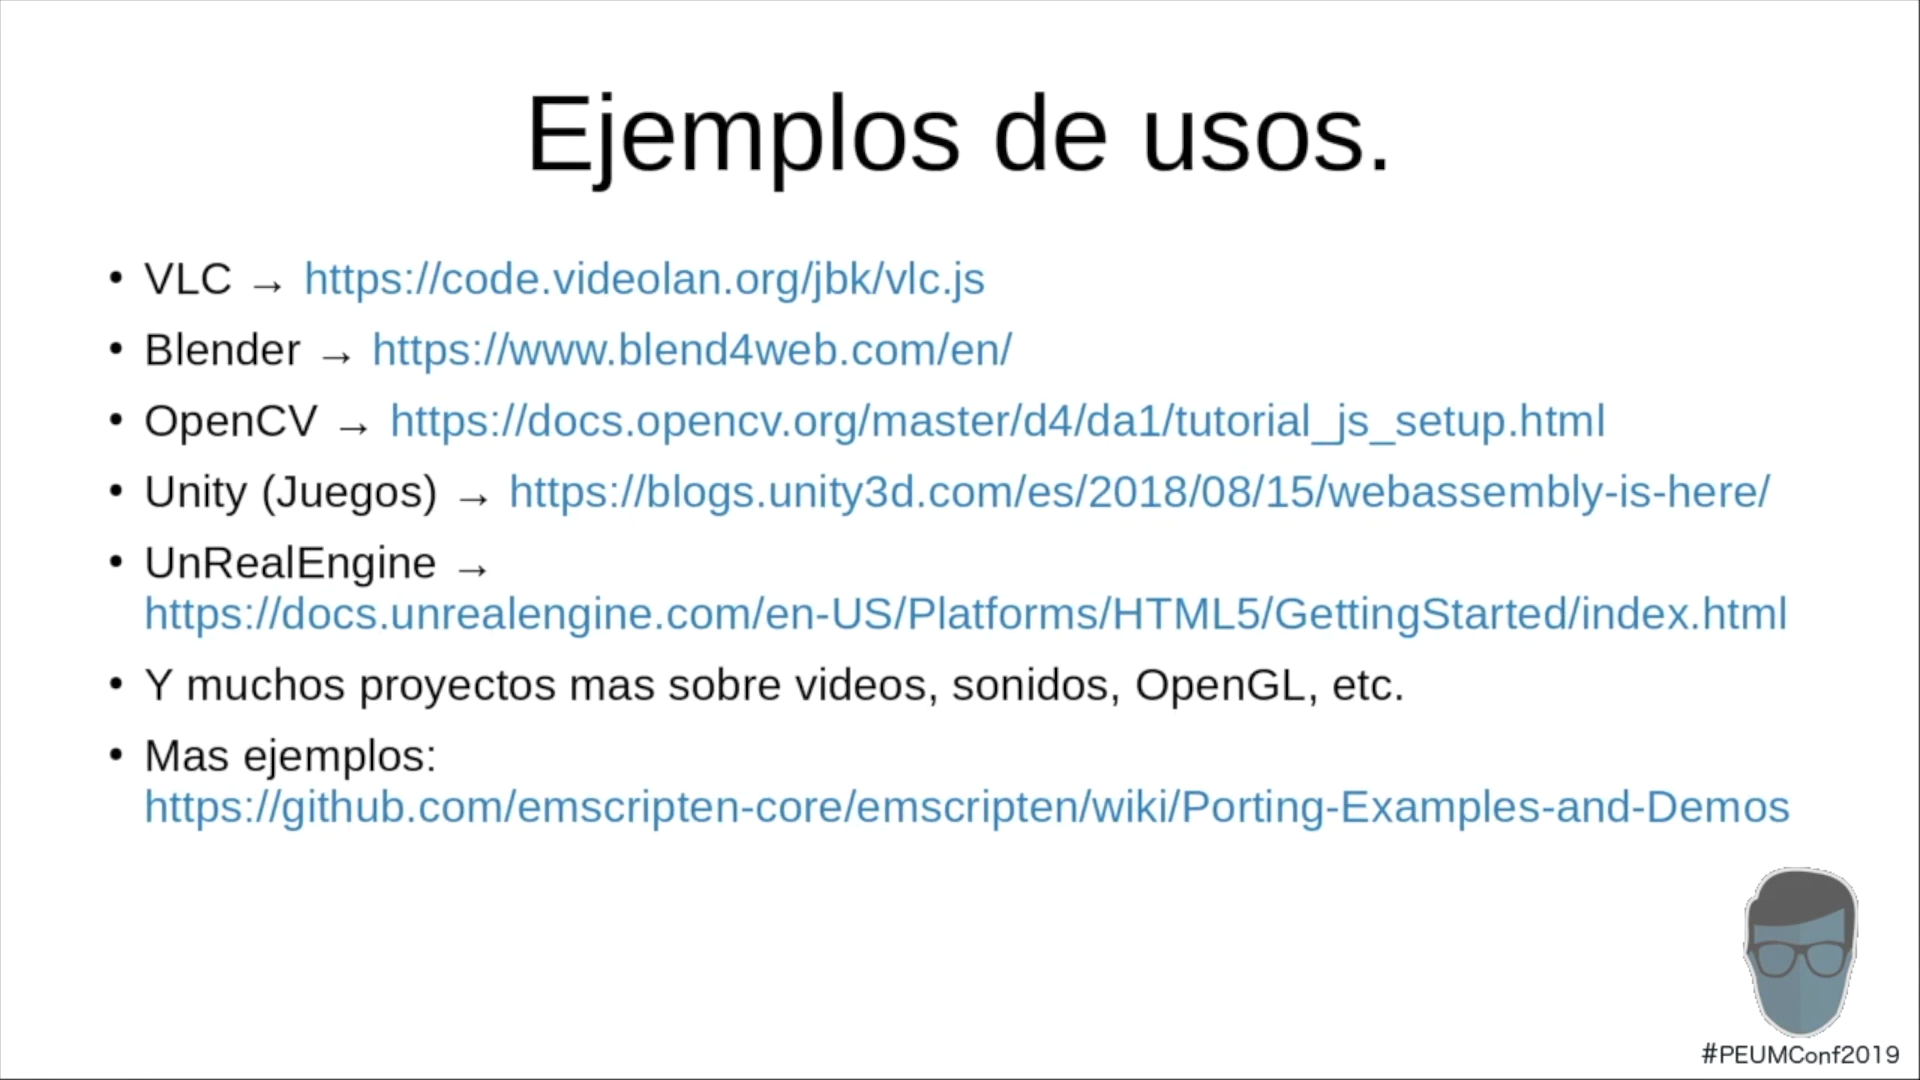 Ejemplos de usos.
• VLC → https://code.videolan.org/jbk/vlc.js
• Blender → https://www.blend4web.com/en/
• OpenCV → https://docs.opencv.org/master/d4/da1/tutorial_js_setup.html
• Unity (Juegos) → https://blogs.unity3d.com/es/2018/08/15/webassembly-is-here/
• UnRealEngine →
https://docs.unrealengine.com/en-US/Platforms/HTML5/GettingStarted/index.html
• Y muchos proyectos mas sobre videos, sonidos, OpenGL, etc.
• Mas ejemplos:
https://github.com/emscripten-core/emscripten/wiki/Porting-Examples-and-Demos
#PEUMConf2019